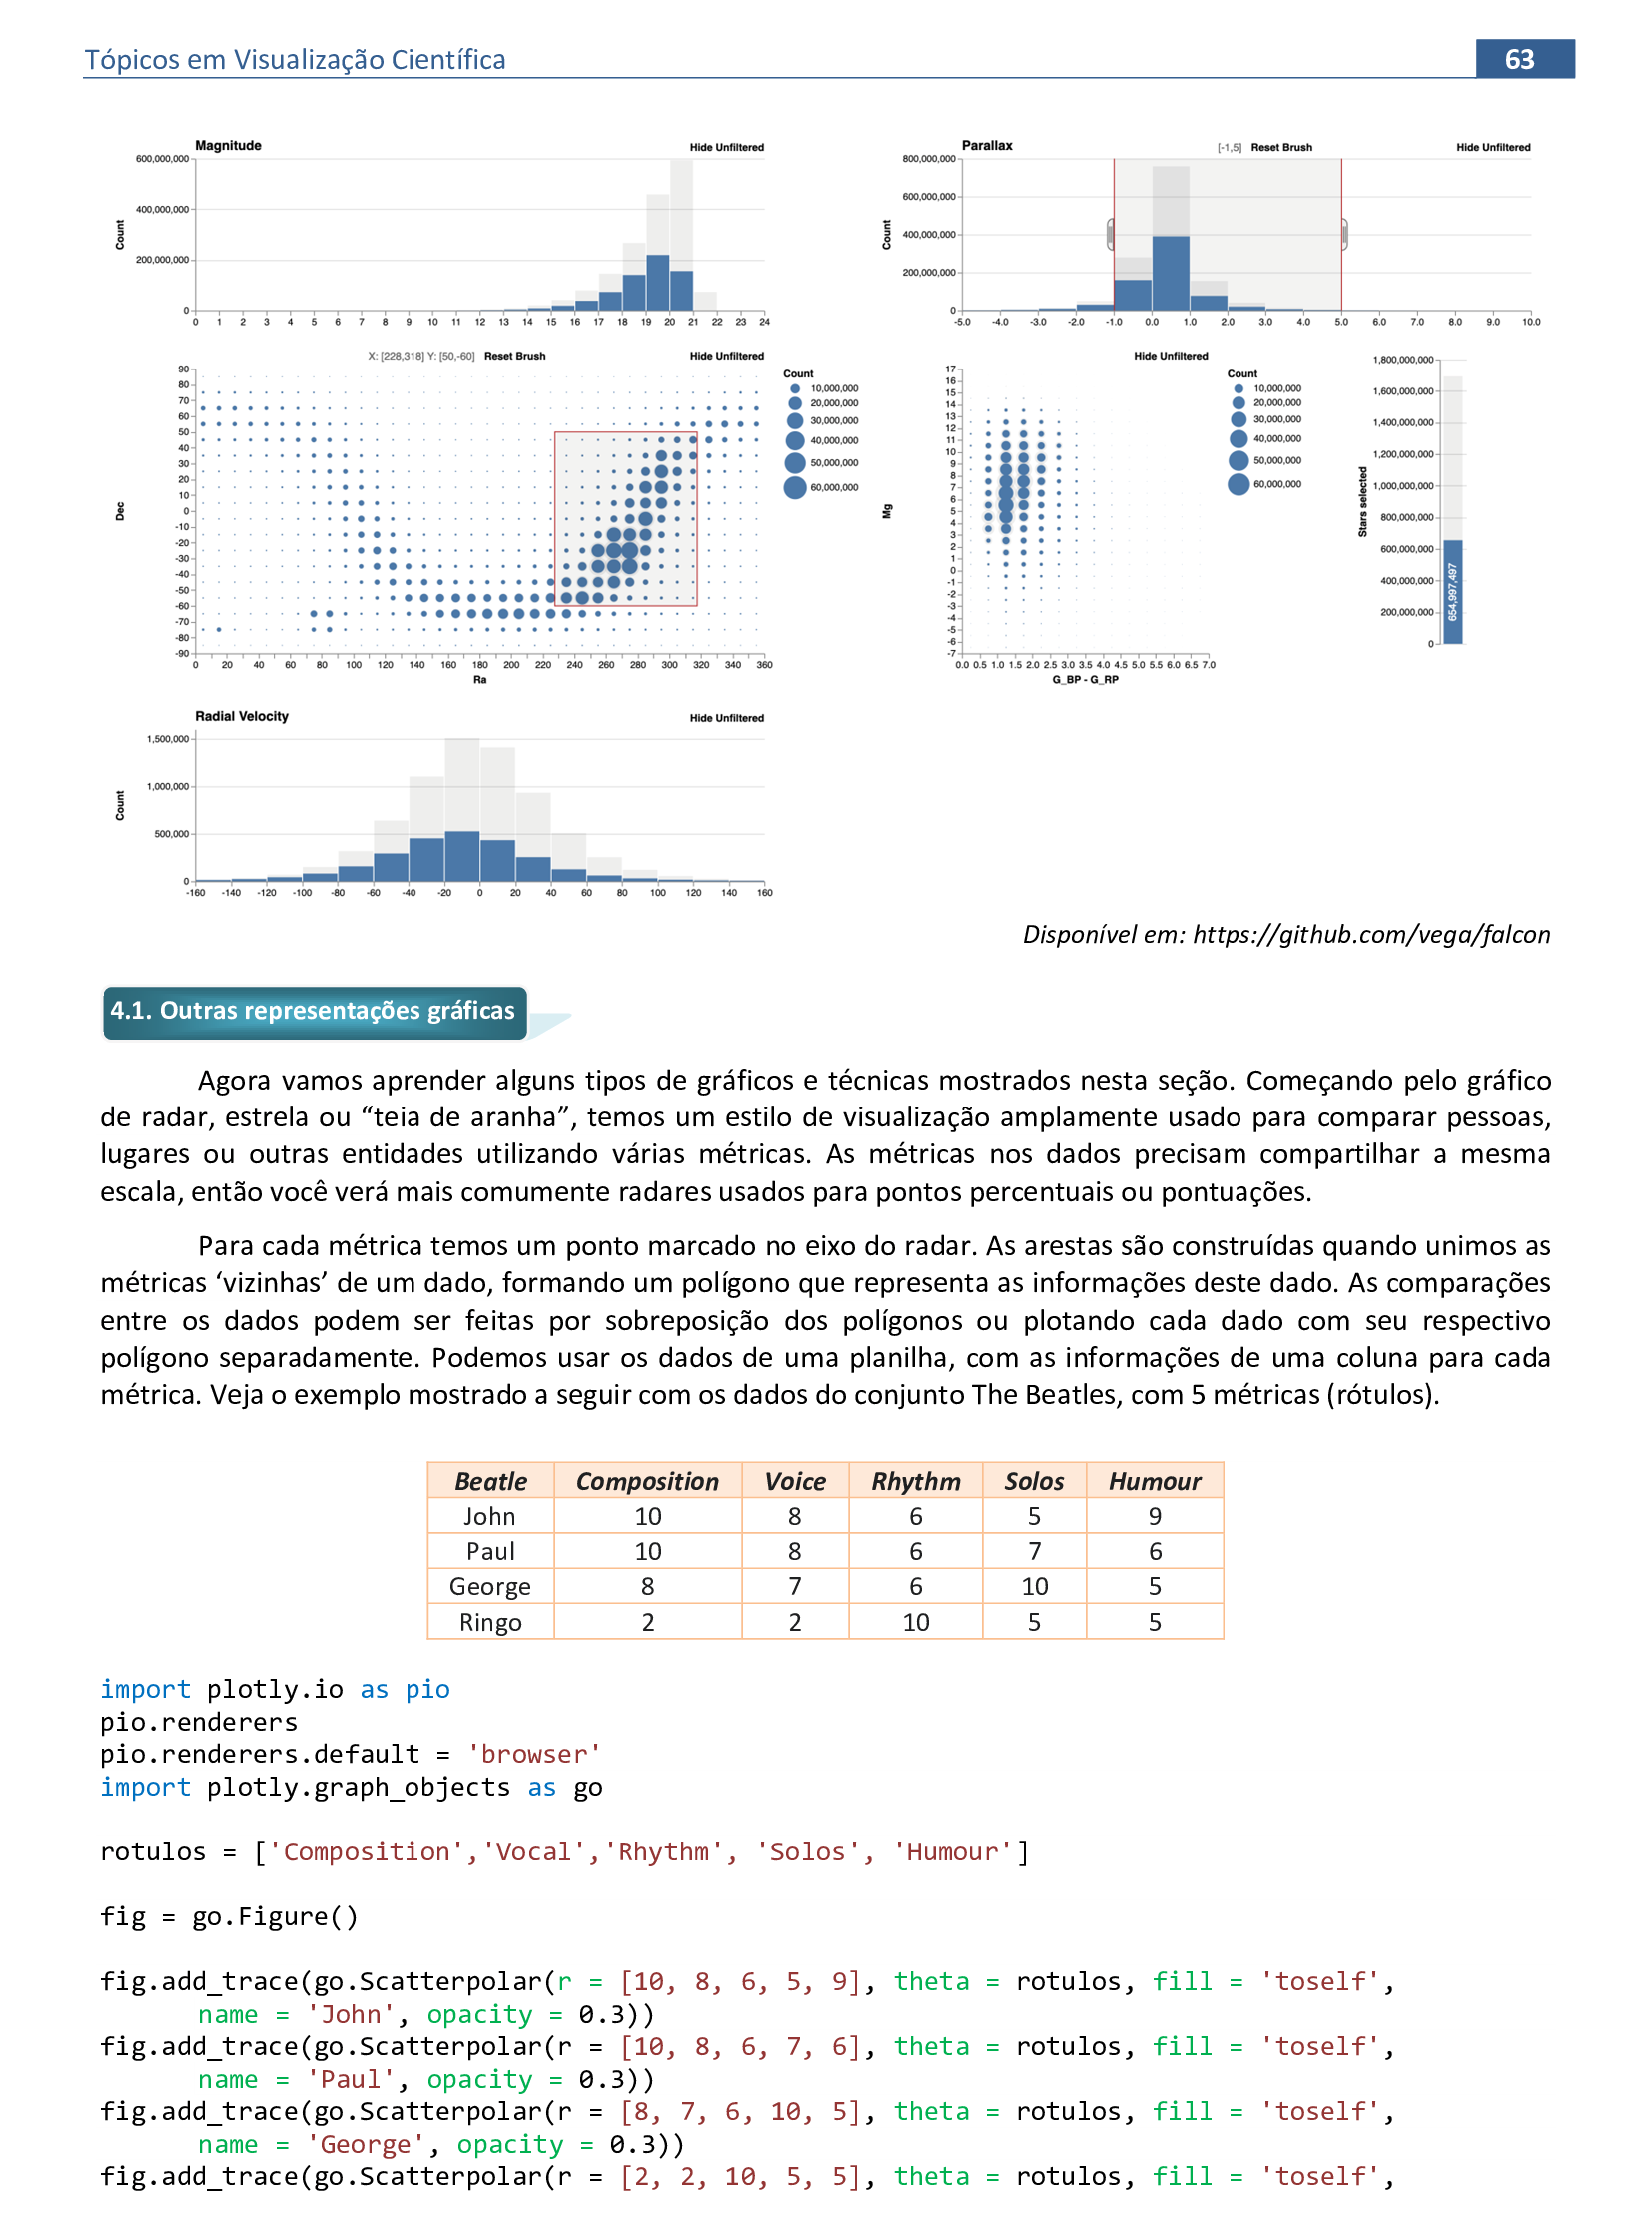 Tópicos em Visualização Científica
63
Magnitude
Hide Unfiltered
600,000,000
400,000,000
200,000,000
0
Count
0 1 2 3 4 5 6 7 8 9 10 11 12 13 14 15 16 17 18 19 20 21 22 23 24
Parallax
[-1,5] Reset Brush
Hide Unfiltered
800,000,000
600,000,000
400,000,000
200,000,000
0
Count
-5.0 -4.0 -3.0 -2.0 -1.0 0.0 1.0 2.0 3.0 4.0 5.0 6.0 7.0 8.0 9.0 10.0
X: [228,318] Y: [50,-60] Reset Brush
Hide Unfiltered
90
80
70
60
50
40
30
20
10
0
-10
-20
-30
-40
-50
-60
-70
-80
-90
Dec
0 20 40 60 80 100 120 140 160 180 200 220 240 260 280 300 320 340 360
Ra
Count
10,000,000
20,000,000
30,000,000
40,000,000
50,000,000
60,000,000
Hide Unfiltered
17
16
15
14
13
12
11
10
9
8
7
6
5
4
3
2
1
0
-1
-2
-3
-4
-5
-6
-7
Mg
0.0 0.5 1.0 1.5 2.0 2.5 3.0 3.5 4.0 4.5 5.0 5.5 6.0 6.5 7.0
G_BP - G_RP
Count
10,000,000
20,000,000
30,000,000
40,000,000
50,000,000
60,000,000
1,800,000,000
1,600,000,000
1,400,000,000
1,200,000,000
1,000,000,000
800,000,000
600,000,000
400,000,000
200,000,000
0
Stars selected
654,997,497
Radial Velocity
Hide Unfiltered
1,500,000
1,000,000
500,000
0
Count
-160 -140 -120 -100 -80 -60 -40 -20 0 20 40 60 80 100 120 140 160
Disponível em: https://github.com/vega/falcon
4.1. Outras representações gráficas
Agora vamos aprender alguns tipos de gráficos e técnicas mostrados nesta seção. Começando pelo gráfico
de radar, estrela ou “teia de aranha”, temos um estilo de visualização amplamente usado para comparar pessoas,
lugares ou outras entidades utilizando várias métricas. As métricas nos dados precisam compartilhar a mesma
escala, então você verá mais comumente radares usados para pontos percentuais ou pontuações.
Para cada métrica temos um ponto marcado no eixo do radar. As arestas são construídas quando unimos as
métricas ‘vizinhas’ de um dado, formando um polígono que representa as informações deste dado. As comparações
entre os dados podem ser feitas por sobreposição dos polígonos ou plotando cada dado com seu respectivo
polígono separadamente. Podemos usar os dados de uma planilha, com as informações de uma coluna para cada
métrica. Veja o exemplo mostrado a seguir com os dados do conjunto The Beatles, com 5 métricas (rótulos).
Beatle Composition Voice Rhythm Solos Humour
John 10 8 6 5 9
Paul 10 8 6 7 6
George 8 7 6 10 5
Ringo 2 2 10 5 5
import plotly.io as pio
pio.renderers
pio.renderers.default = 'browser'
import plotly.graph_objects as go
rotulos = ['Composition','Vocal','Rhythm', 'Solos', 'Humour']
fig = go.Figure()
fig.add_trace(go.Scatterpolar(r = [10, 8, 6, 5, 9], theta = rotulos, fill = 'toself',
name = 'John', opacity = 0.3))
fig.add_trace(go.Scatterpolar(r = [10, 8, 6, 7, 6], theta = rotulos, fill = 'toself',
name = 'Paul', opacity = 0.3))
fig.add_trace(go.Scatterpolar(r = [8, 7, 6, 10, 5], theta = rotulos, fill = 'toself',
name = 'George', opacity = 0.3))
fig.add_trace(go.Scatterpolar(r = [2, 2, 10, 5, 5], theta = rotulos, fill = 'toself',